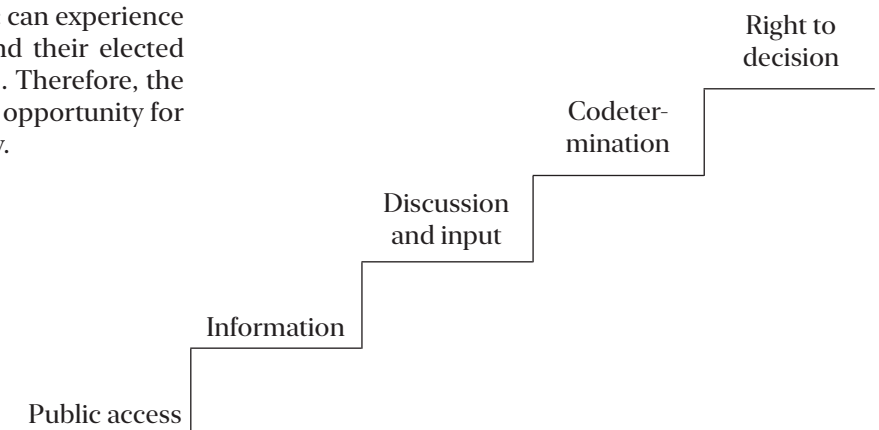 can experience
nd their elected
. Therefore, the
opportunity for
y.
Right to
decision
Codeter-
mination
Discussion
and input
Information
Public access